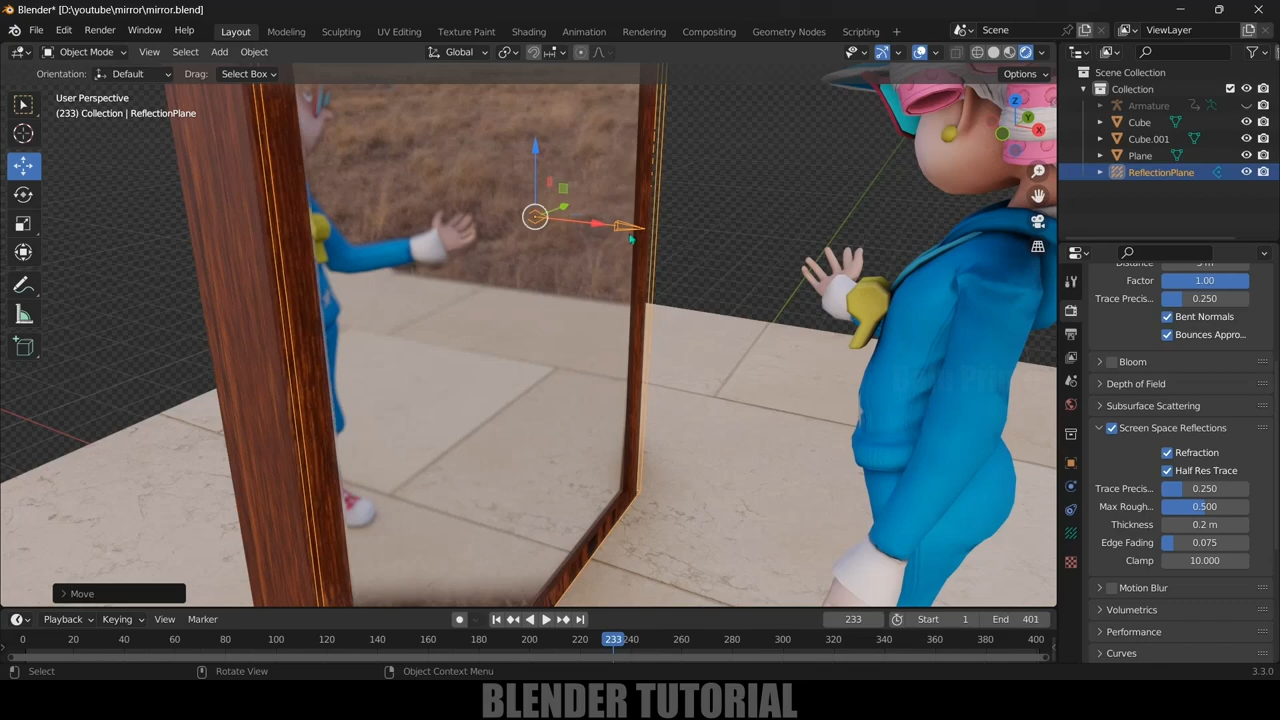 Blender* [D:\youtube\mirror\mirror.blend]
File Edit Render Window Help Layout Modeling Sculpting UV Editing Texture Paint Shading Animation Rendering Compositing Geometry Nodes Scripting + Scene ViewLayer
Object Mode View Select Add Object Global
Orientation: Default Drag: Select Box Options
User Perspective
(233) Collection | ReflectionPlane
Z
Y
X
Scene Collection
Collection
Armature
Cube
Cube.001
Plane
ReflectionPlane
Distance
Factor 1.00
Trace Precis... 0.250
Bent Normals
Bounces Appro...
Bloom
Depth of Field
Subsurface Scattering
Screen Space Reflections
Refraction
Half Res Trace
Trace Precis... 0.250
Max Rough... 0.500
Thickness 0.2 m
Edge Fading 0.075
Clamp 10.000
Motion Blur
Volumetrics
Performance
Curves
Move
Playback Keying View Marker 233 Start 1 End 401
0 20 40 60 80 100 120 140 160 180 200 220 233 240 260 280 300 320 340 360 380 400
Select Rotate View Object Context Menu 3.3.0
BLENDER TUTORIAL